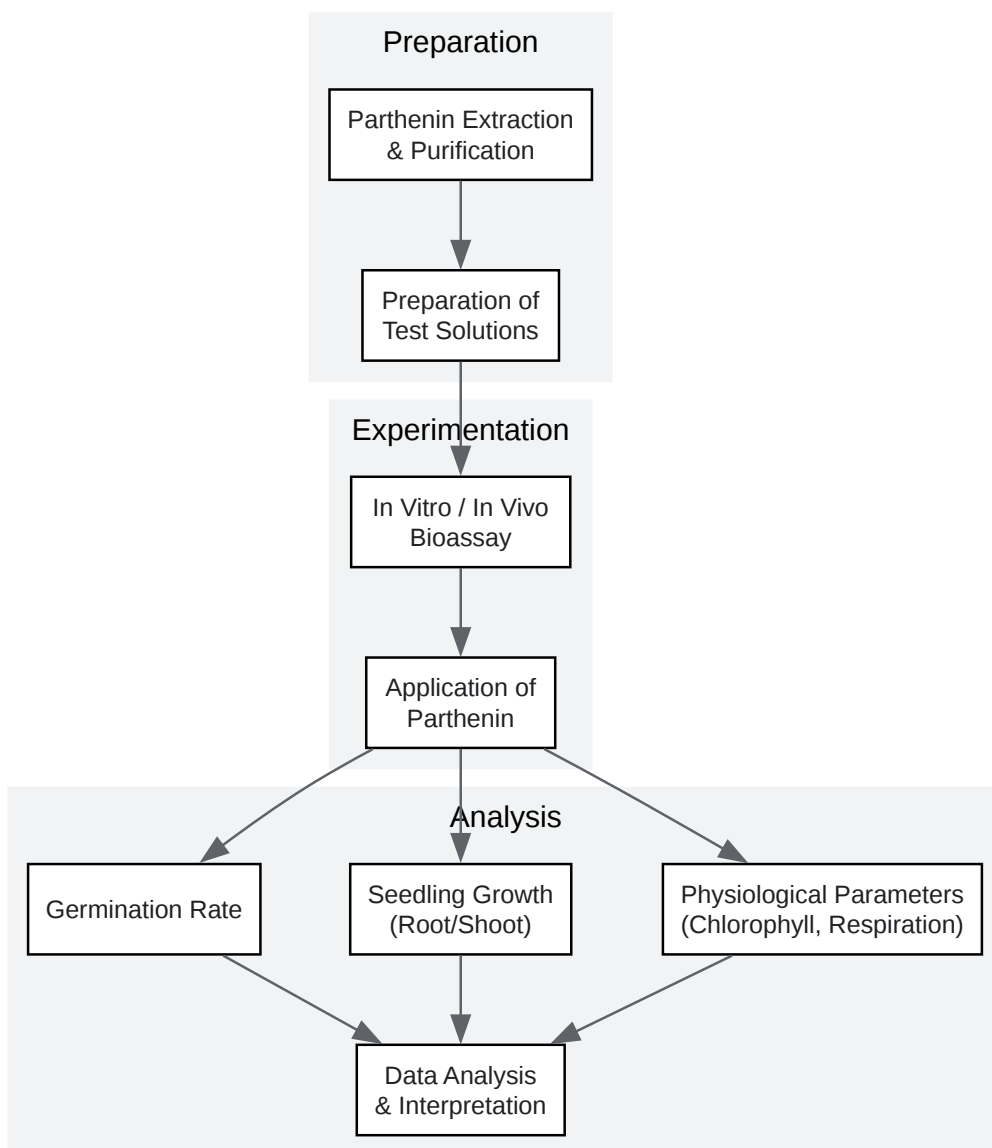 Preparation
Parthenin Extraction
& Purification
Preparation of
Test Solutions
Experimentation
In Vitro / In Vivo
Bioassay
Application of
Parthenin
Analysis
Germination Rate
Seedling Growth
(Root/Shoot)
Physiological Parameters
(Chlorophyll, Respiration)
Data Analysis
& Interpretation